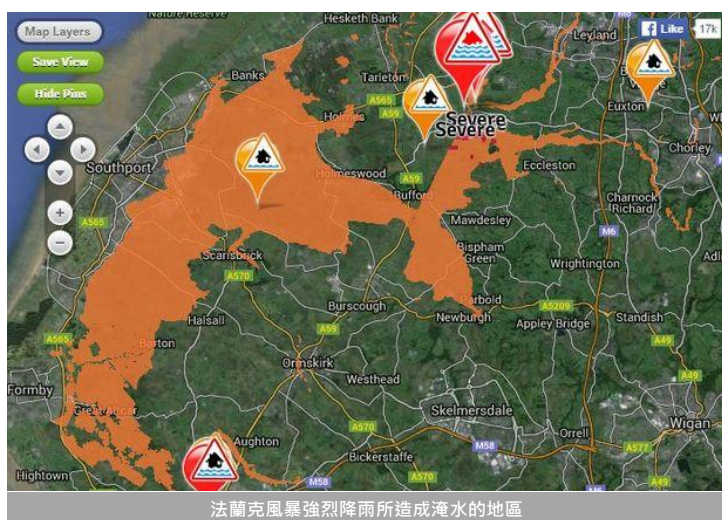 Nature Reserve
Hesketh Bank
Map Layers
Like
17k
Leyland
Save View
Banks
Tarleton
Hide Pins
A565
A59
Euxton
Holmes
Severe
Severe
Chorley
Southport
Holmeswood
Eccleston
A59
Bufford
Charnock
Richard
A565
Mawdesley
M6
Bispham
Green
Scarisbrick
Wrightington
A570
Parbold
Burscough
A5209
Halsall
Newburgh
Appley Bridge
Standish
A59
A565
Barton
A49
Ormskirk
Westhead
Formby
A49
Great Altcar
Skelmersdale
Wigan
A570
Orrell
Aughton
M58
A577
Bickerstaffe
Hightown
A570
M58
M6
法蘭克風暴強烈降雨所造成淹水的地區